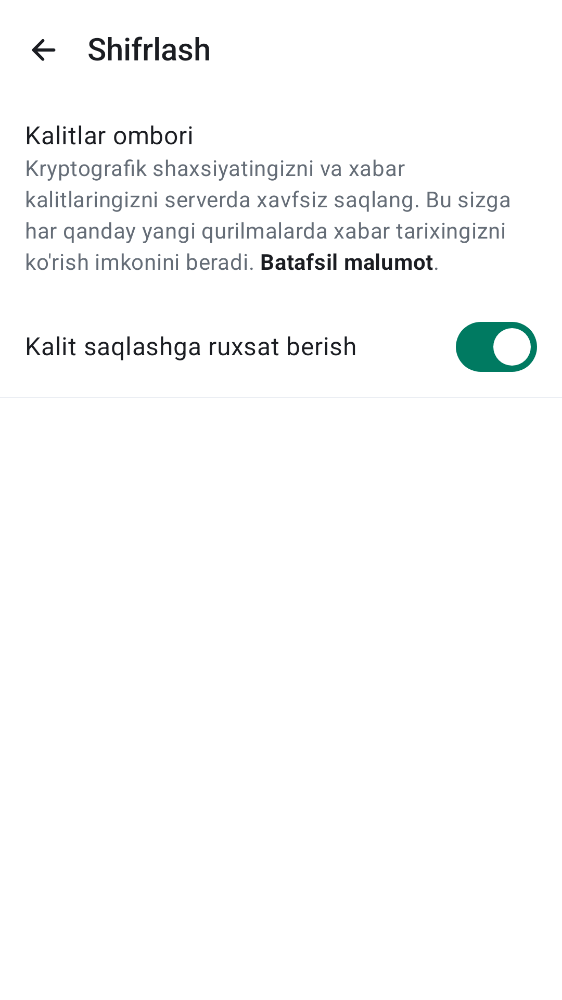 Shifrlash
Kalitlar ombori
Kryptografik shaxsiyatingizni va xabar
kalitlaringizni serverda xavfsiz saqlang. Bu sizga
har qanday yangi qurilmalarda xabar tarixingizni
ko'rish imkonini beradi. Batafsil malumot.
Kalit saqlashga ruxsat berish